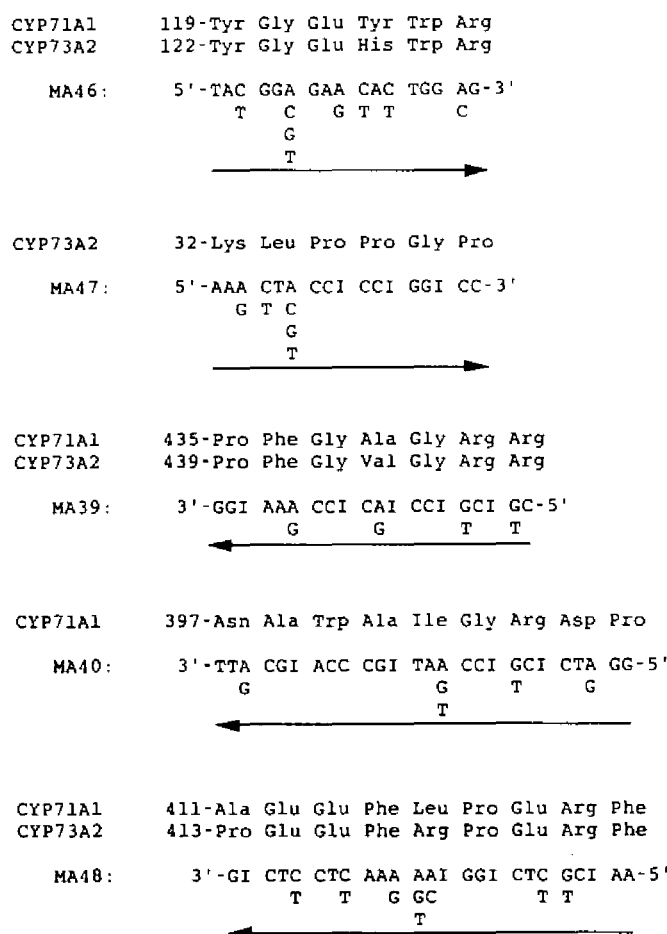 CYP71A1 119-Tyr Gly Glu Tyr Trp Arg
CYP73A2 122-Tyr Gly Glu His Trp Arg
MA46: 5'-TAC GGA GAA CAC TGG AG-3'
T C G T T C
G
T
CYP73A2 32-Lys Leu Pro Pro Gly Pro
MA47: 5'-AAA CTA CCI CCI GGI CC-3'
G T C
G
T
CYP71A1 435-Pro Phe Gly Ala Gly Arg Arg
CYP73A2 439-Pro Phe Gly Val Gly Arg Arg
MA39: 3'-GGI AAA CCI CAI CCI GCI GC-5'
G G T T
CYP71A1 397-Asn Ala Trp Ala Ile Gly Arg Asp Pro
MA40: 3'-TTA CGI ACC CGI TAA CCI GCI CTA GG-5'
G G T G
T
CYP71A1 411-Ala Glu Glu Phe Leu Pro Glu Arg Phe
CYP73A2 413-Pro Glu Glu Phe Arg Pro Glu Arg Phe
MA48: 3'-GI CTC CTC AAA AAI GGI CTC GCI AA-5'
T T G GC T T
T